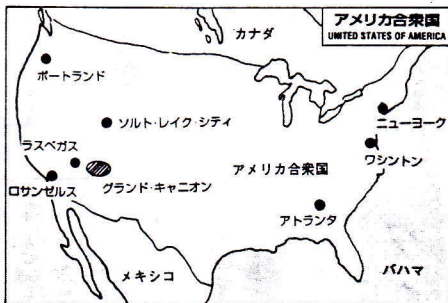 アメリカ合衆国
UNITED STATES OF AMERICA
カナダ
ポートランド
ソルト・レイク・シティ
ニューヨーク
ラスベガス
アメリカ合衆国
ワシントン
ロサンゼルス
グランド・キャニオン
アトランタ
メキシコ
バハマ